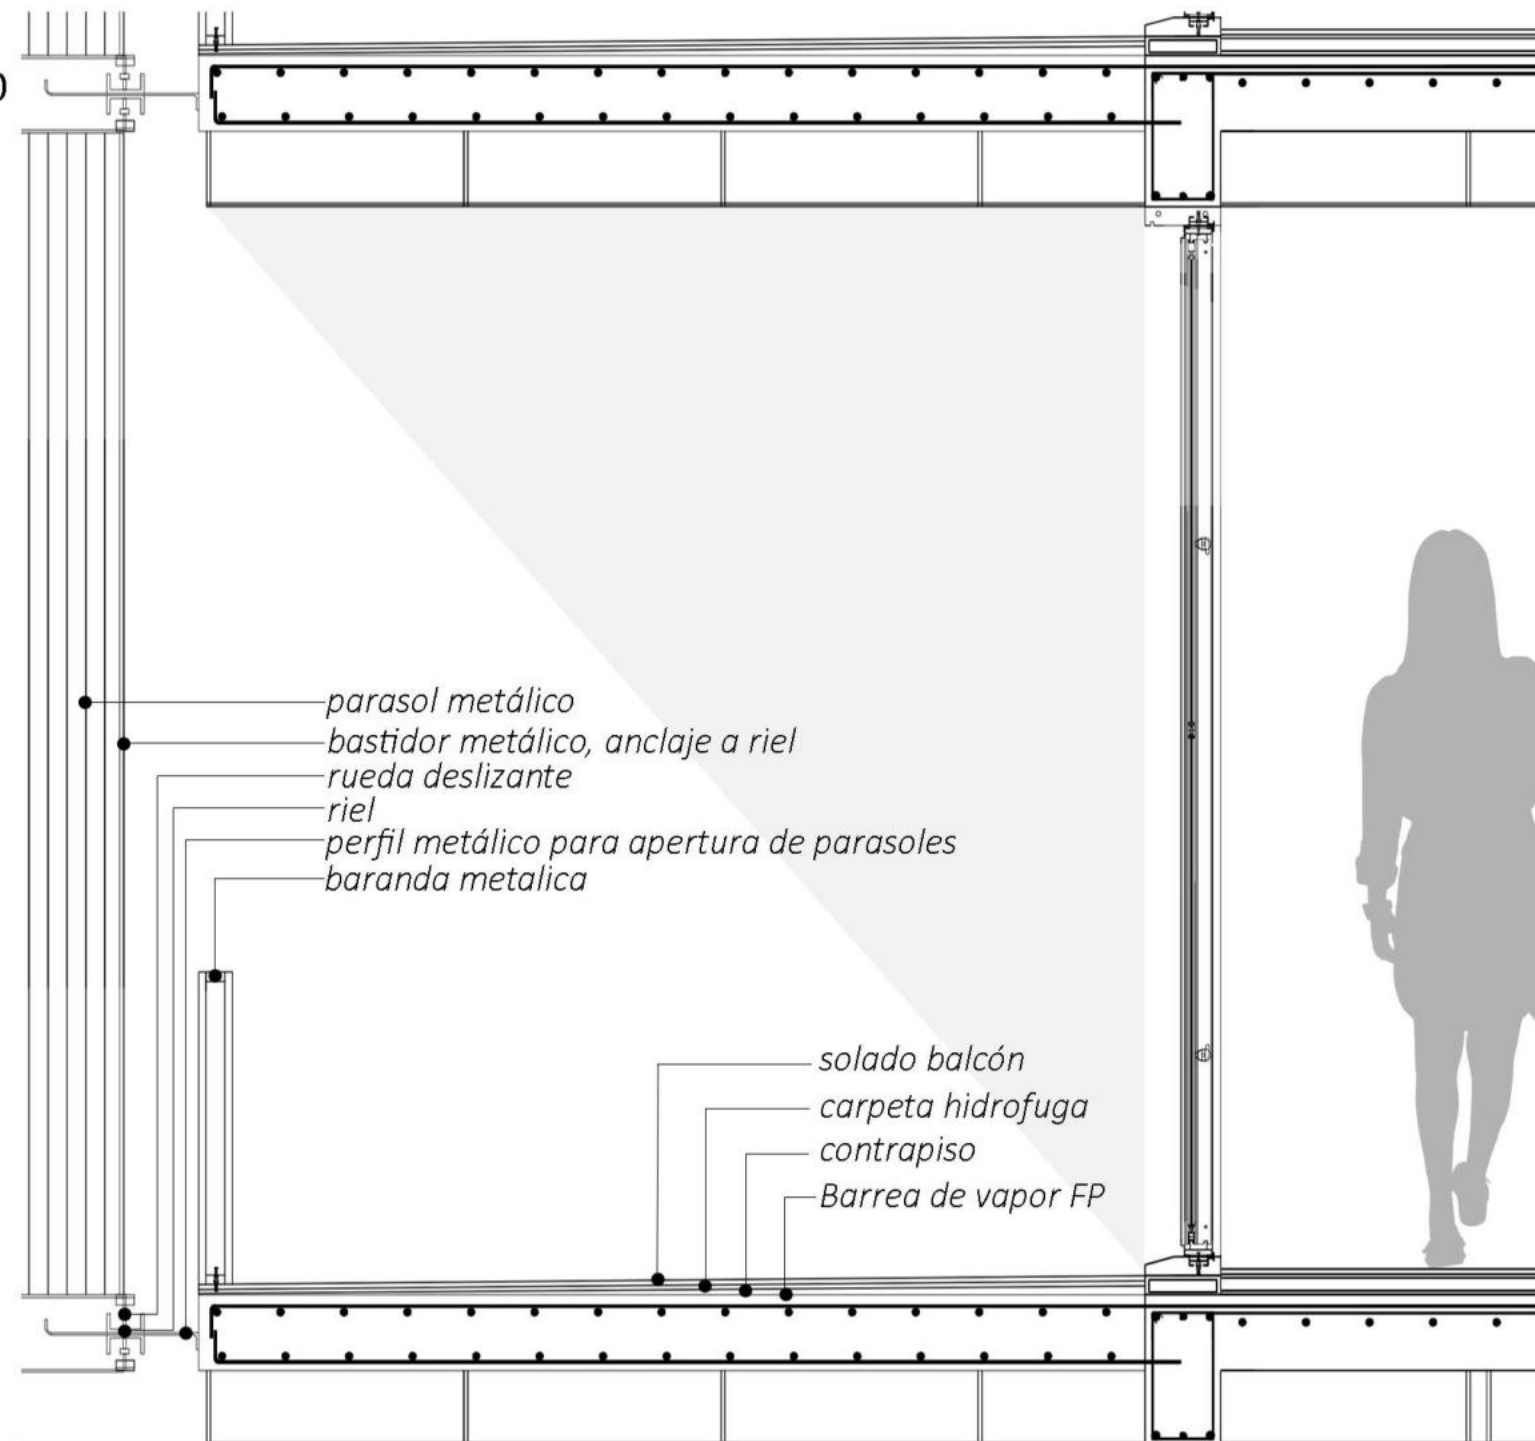 parasol metálico
bastidor metálico, anclaje a riel
rueda deslizante
riel
perfil metálico para apertura de parasoles
baranda metalica
solado balcón
carpeta hidrofuga
contrapiso
Barrea de vapor FP